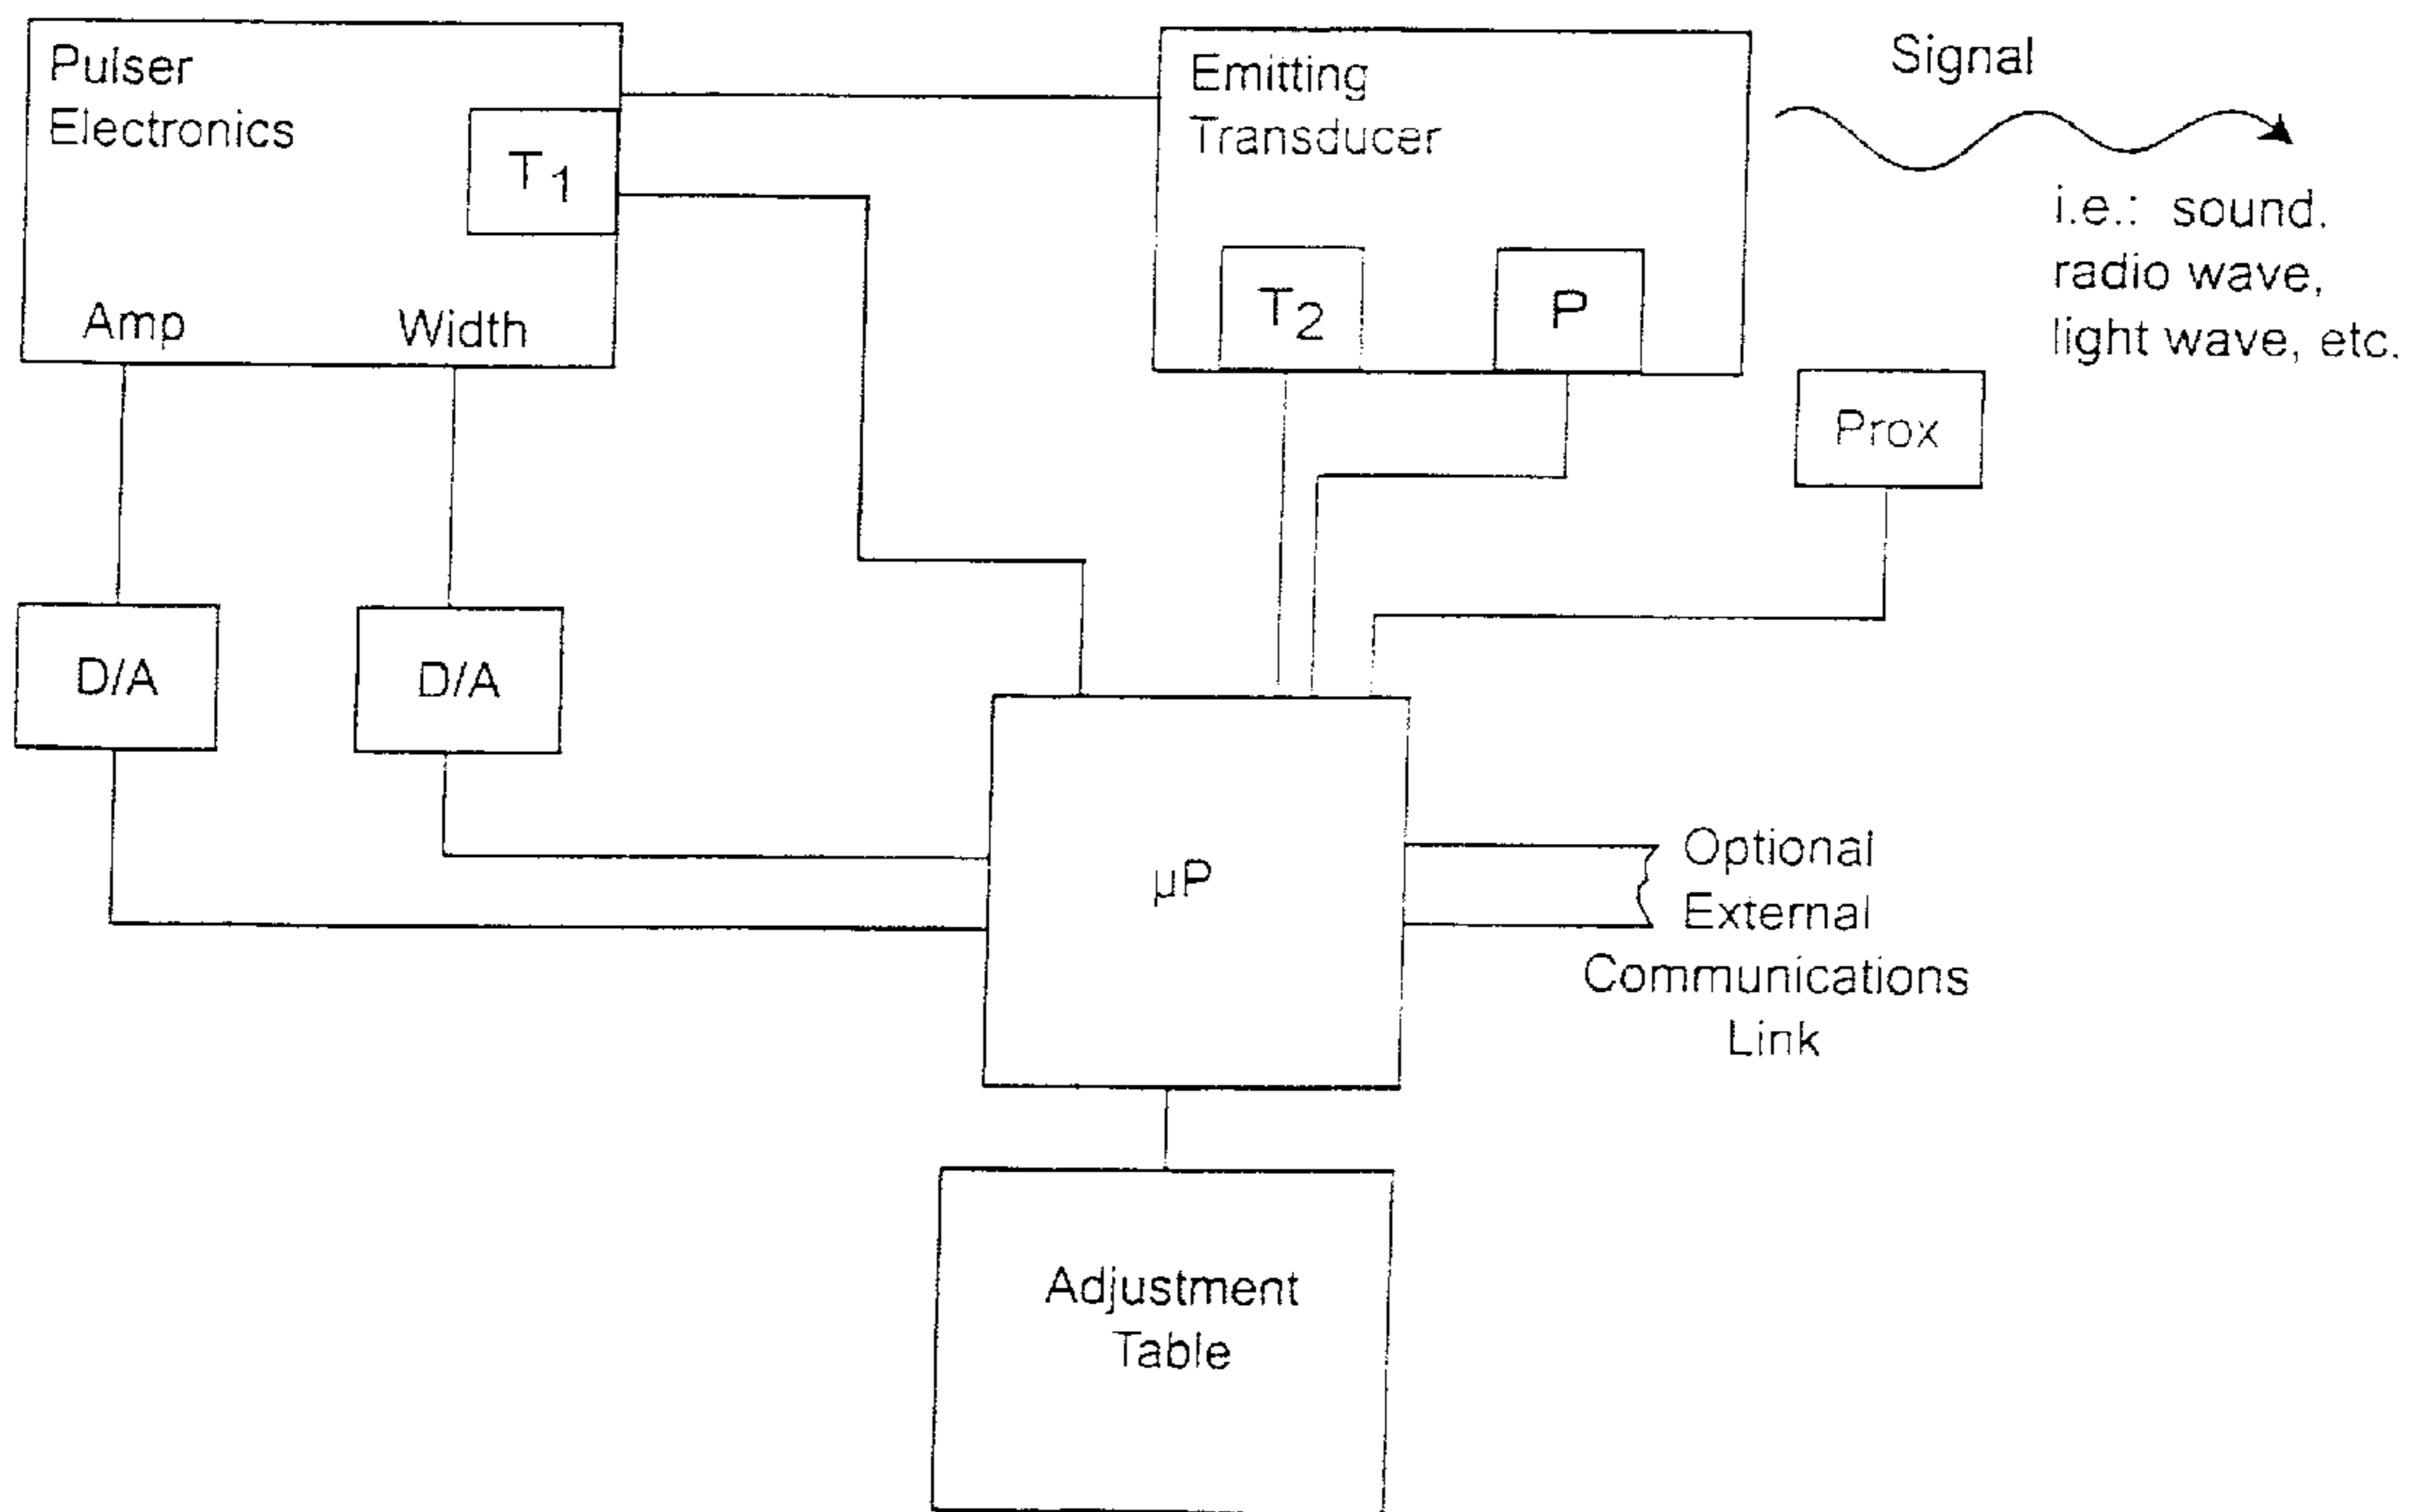 Pulser
Electronics
T1
Amp
Width
Emitting
Transducer
T2
P
Signal
i.e.: sound,
radio wave,
light wave, etc.
Prox
D/A
D/A
µP
Optional
External
Communications
Link
Adjustment
Table